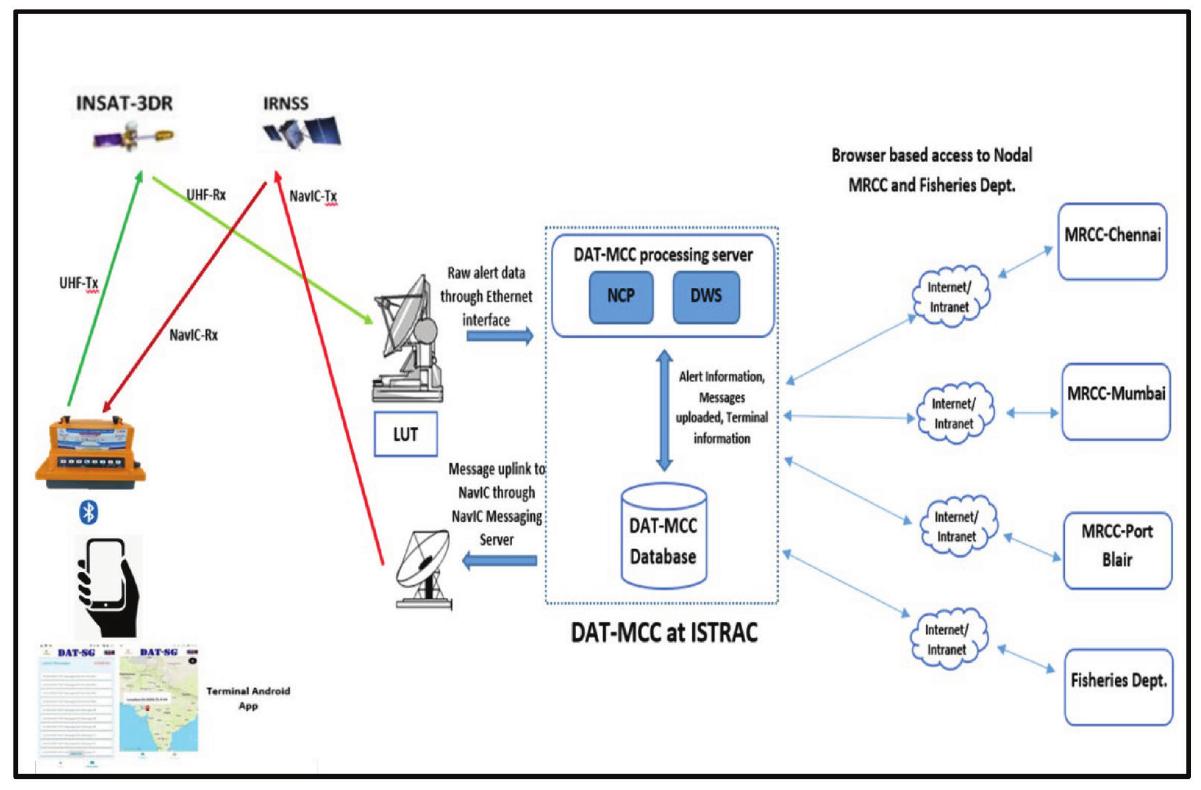 INSAT-3DR
IRNSS
UHF-Rx
NavIC-Tx
UHF-Tx
NavIC-Rx
Raw alert data
through Ethernet
interface
LUT
Message uplink to
NavIC through
NavIC Messaging
Server
DAT-MCC processing server
NCP
DWS
Alert Information,
Messages
uploaded, Terminal
information
DAT-MCC
Database
DAT-MCC at ISTRAC
Browser based access to Nodal
MRCC and Fisheries Dept.
Internet/
Intranet
MRCC-Chennai
Internet/
Intranet
MRCC-Mumbai
Internet/
Intranet
MRCC-Port
Blair
Internet/
Intranet
Fisheries Dept.
DAT-SG
DAT-SG
Terminal Android
App